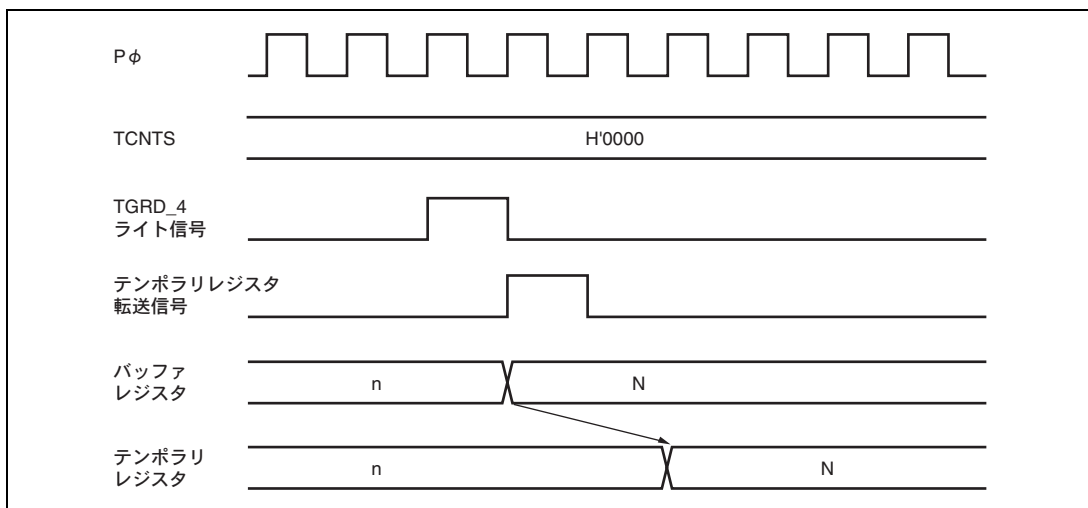 Pφ
TCNTS
H'0000
TGRD_4
ライト信号
テンポラリレジスタ
転送信号
バッファ
レジスタ
n
N
テンポラリ
レジスタ
n
N